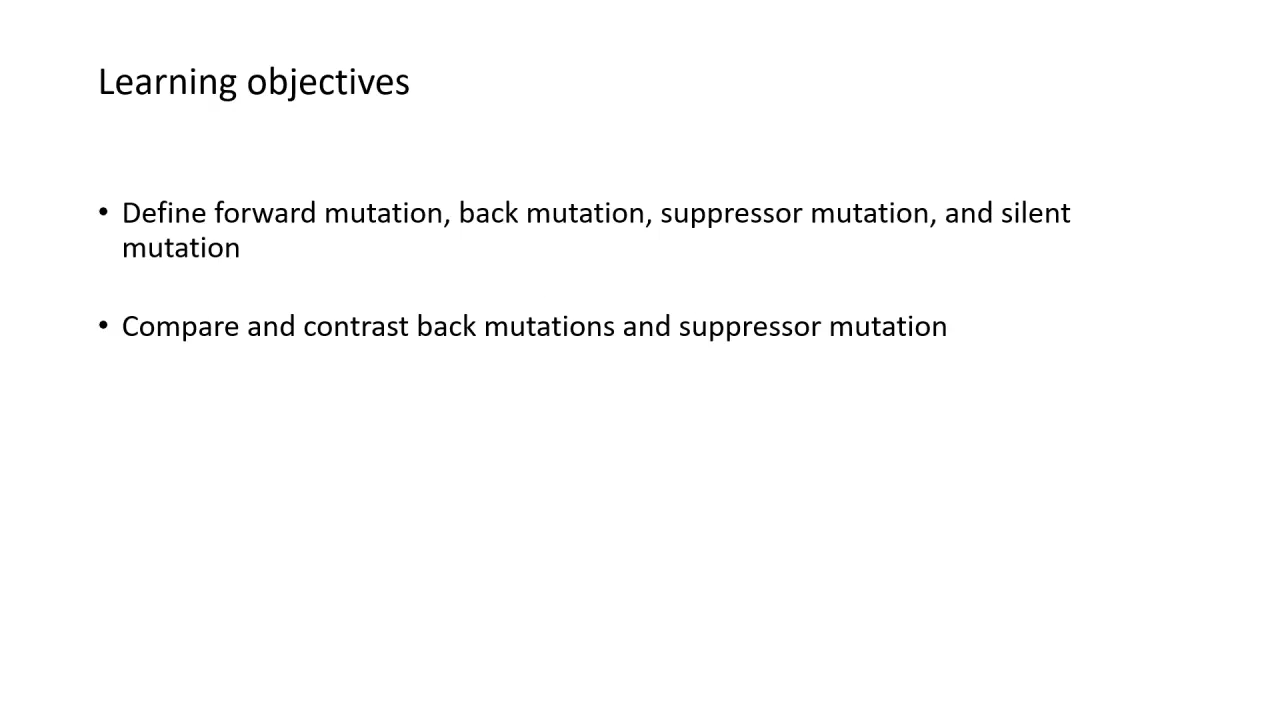 Learning objectives
• Define forward mutation, back mutation, suppressor mutation, and silent
mutation
• Compare and contrast back mutations and suppressor mutation